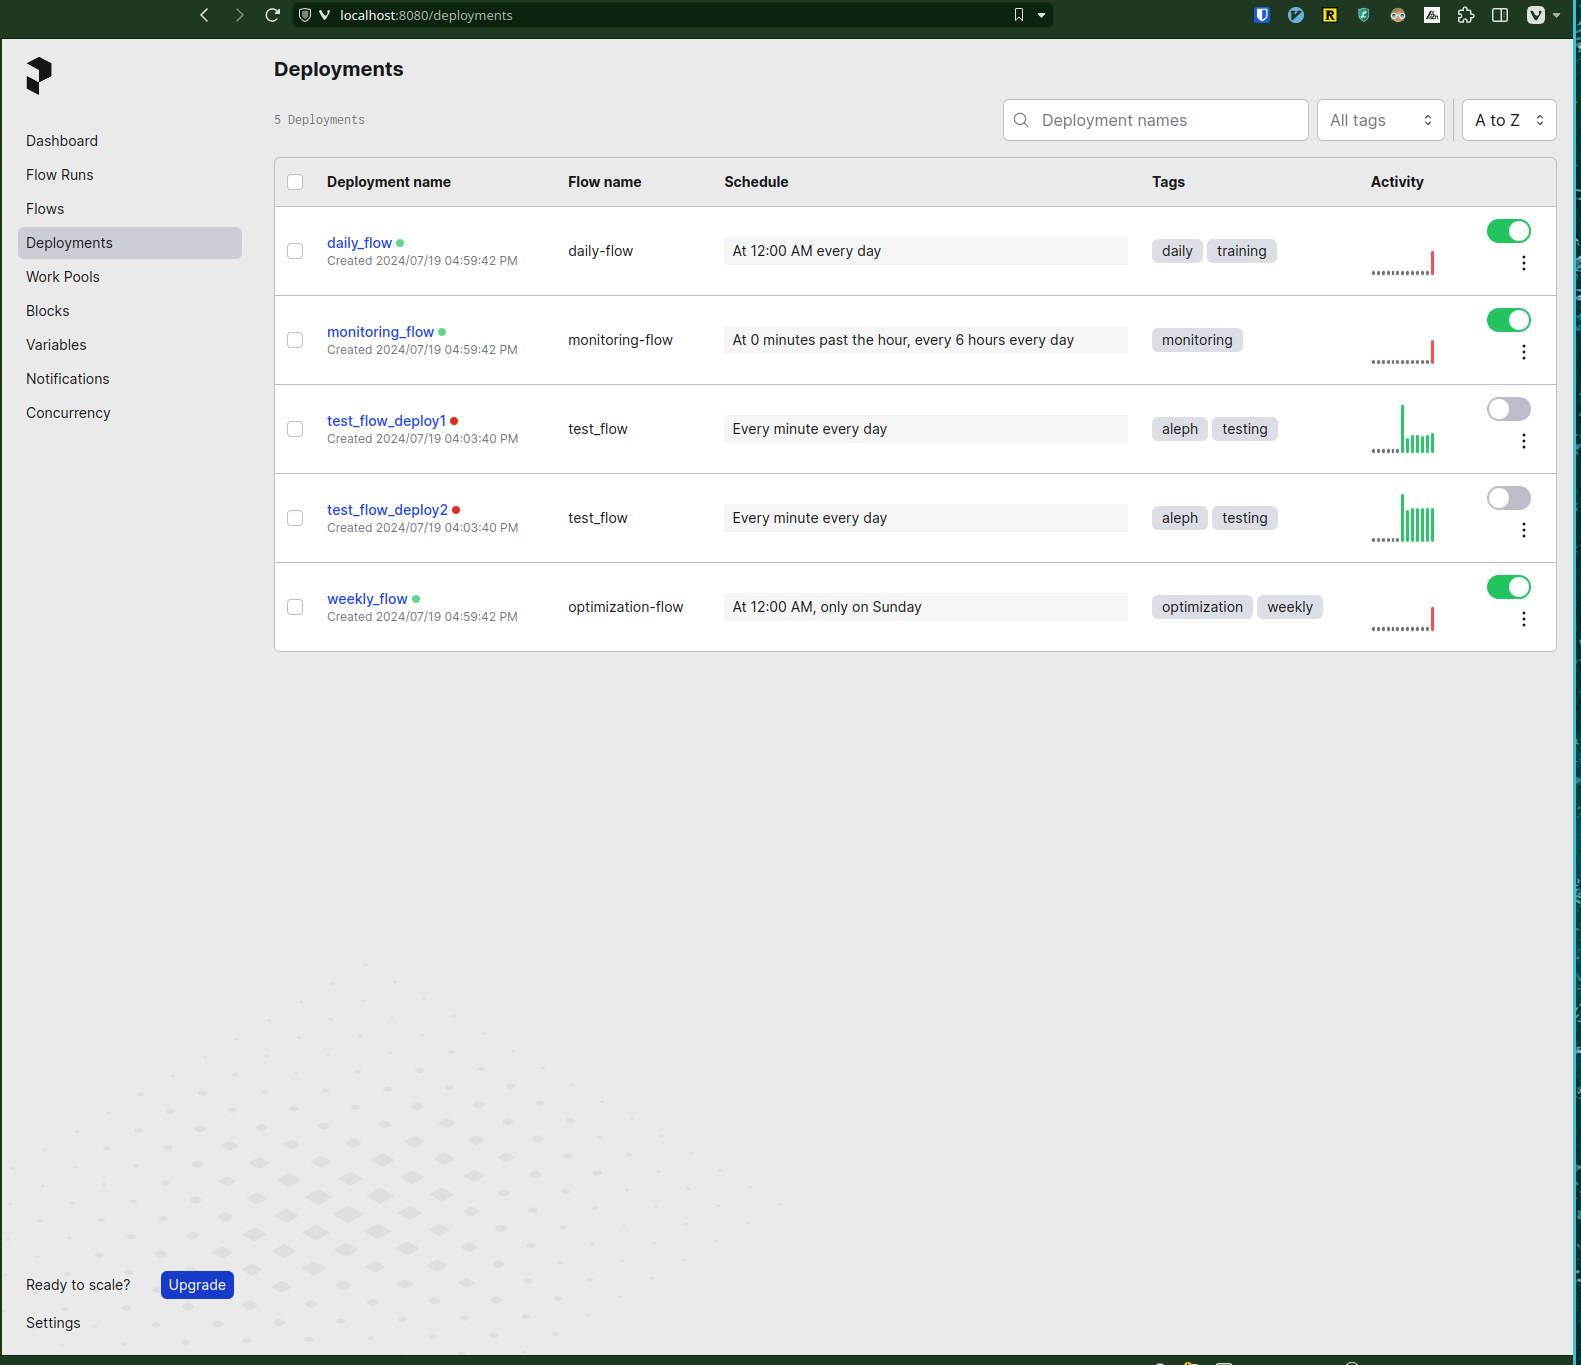 localhost:8080/deployments
Deployments
5 Deployments
Deployment names
All tags
A to Z
Dashboard
Flow Runs
Flows
Deployments
Work Pools
Blocks
Variables
Notifications
Concurrency
Deployment name Flow name Schedule Tags Activity
daily_flow
Created 2024/07/19 04:59:42 PM
daily-flow
At 12:00 AM every day
daily training
monitoring_flow
Created 2024/07/19 04:59:42 PM
monitoring-flow
At 0 minutes past the hour, every 6 hours every day
monitoring
test_flow_deploy1
Created 2024/07/19 04:03:40 PM
test_flow
Every minute every day
aleph testing
test_flow_deploy2
Created 2024/07/19 04:03:40 PM
test_flow
Every minute every day
aleph testing
weekly_flow
Created 2024/07/19 04:59:42 PM
optimization-flow
At 12:00 AM, only on Sunday
optimization weekly
Ready to scale? Upgrade
Settings